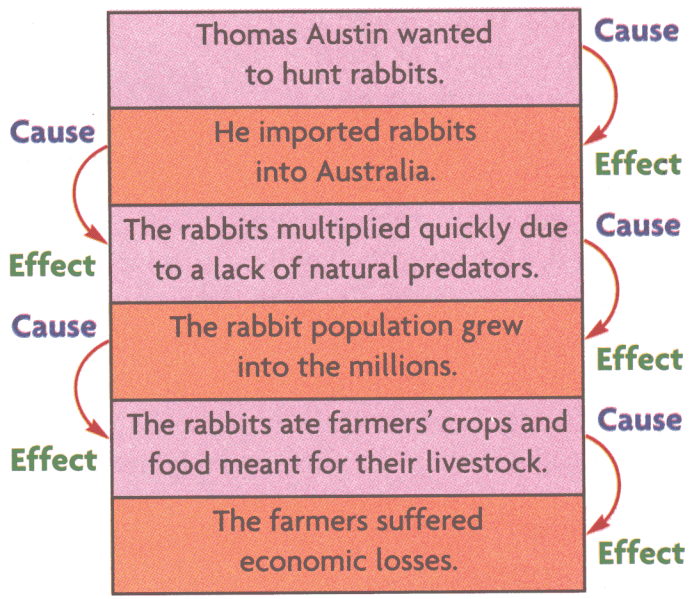 Thomas Austin wanted
to hunt rabbits.
Cause
Cause
He imported rabbits
into Australia.
Effect
The rabbits multiplied quickly due
to a lack of natural predators.
Cause
Effect
Cause
The rabbit population grew
into the millions.
Effect
The rabbits ate farmers' crops and
food meant for their livestock.
Cause
Effect
The farmers suffered
economic losses.
Effect